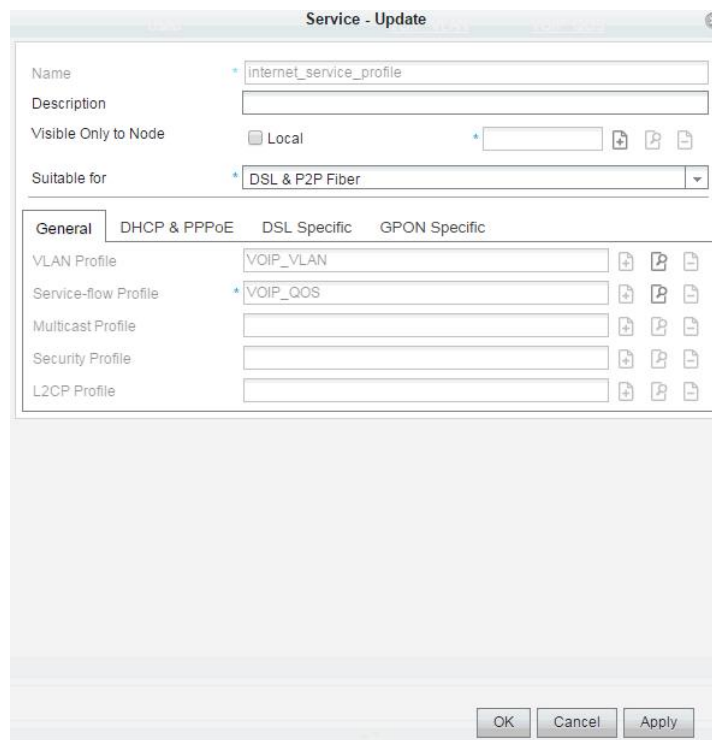 Service - Update
Name * internet_service_profile
Description
Visible Only to Node Local *
Suitable for * DSL & P2P Fiber
General DHCP & PPPoE DSL Specific GPON Specific
VLAN Profile VOIP_VLAN
Service-flow Profile * VOIP_QOS
Multicast Profile
Security Profile
L2CP Profile
OK Cancel Apply